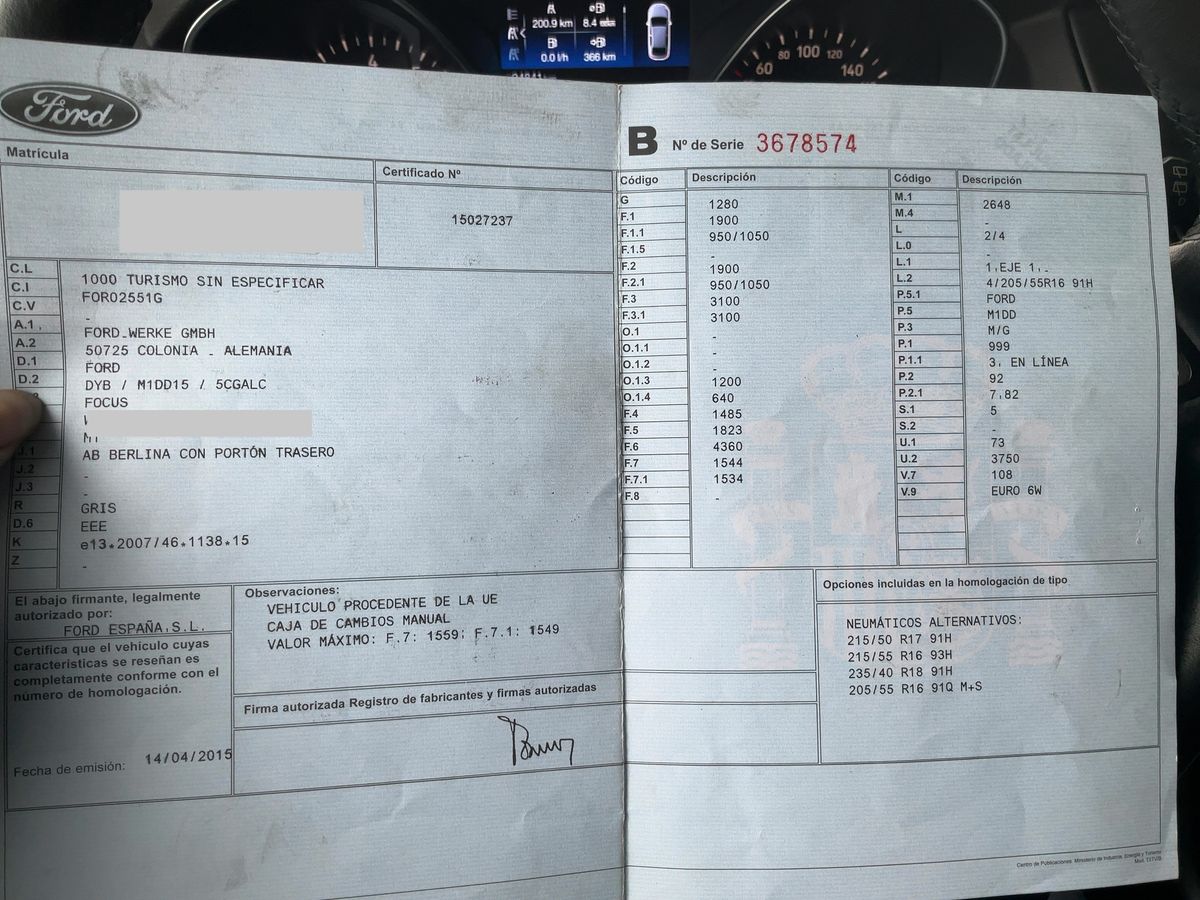 200.9 km
8.4
0.0 l/h
366 km
4
60
80
100
120
140
Ford
Matrícula
Certificado Nº
15027237
C.L
1000 TURISMO SIN ESPECIFICAR
C.I
FOR02551G
C.V
-
A.1
FORD-WERKE GMBH
A.2
50725 COLONIA - ALEMANIA
D.1
FORD
D.2
DYB / M1DD15 / 5CGALC
FOCUS
M1
J.1
AB BERLINA CON PORTÓN TRASERO
J.2
-
J.3
-
R
GRIS
D.6
EEE
K
e13*2007/46*1138*15
Z
-
El abajo firmante, legalmente
autorizado por:
FORD ESPAÑA,S.L.
Certifica que el vehículo cuyas
características se reseñan es
completamente conforme con el
número de homologación.
Fecha de emisión: 14/04/2015
Observaciones:
VEHICULO PROCEDENTE DE LA UE
CAJA DE CAMBIOS MANUAL
VALOR MÁXIMO: F.7: 1559; F.7.1: 1549
Firma autorizada Registro de fabricantes y firmas autorizadas
B Nº de Serie 3678574
Código Descripción
G 1280
F.1 1900
F.1.1 950/1050
F.1.5 -
F.2 1900
F.2.1 950/1050
F.3 3100
F.3.1 3100
O.1 -
O.1.1 -
O.1.2 -
O.1.3 1200
O.1.4 640
F.4 1485
F.5 1823
F.6 4360
F.7 1544
F.7.1 1534
F.8 -
Código Descripción
M.1 2648
M.4 -
L 2/4
L.0 -
L.1 1,EJE 1,-
L.2 4/205/55R16 91H
P.5.1 FORD
P.5 M1DD
P.3 M/G
P.1 999
P.1.1 3, EN LÍNEA
P.2 92
P.2.1 7,82
S.1 5
S.2 -
U.1 73
U.2 3750
V.7 108
V.9 EURO 6W
Opciones incluidas en la homologación de tipo
NEUMÁTICOS ALTERNATIVOS:
215/50 R17 91H
215/55 R16 93H
235/40 R18 91H
205/55 R16 91Q M+S
Centro de Publicaciones. Ministerio de Industria, Energía y Turismo